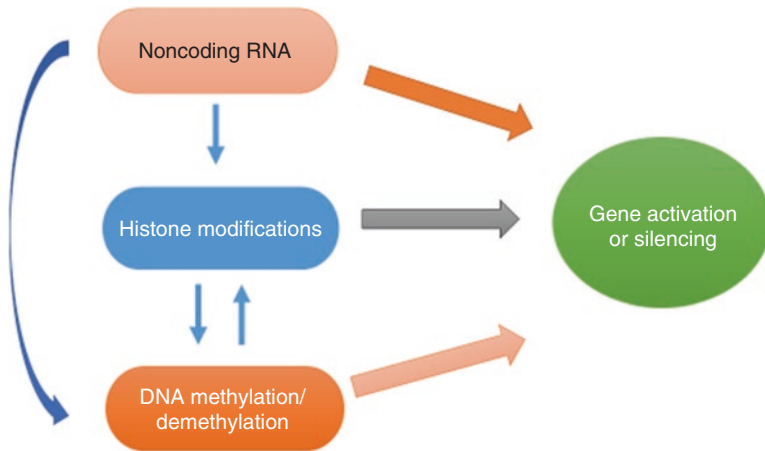 Noncoding RNA
Histone modifications
Gene activation
or silencing
DNA methylation/
demethylation